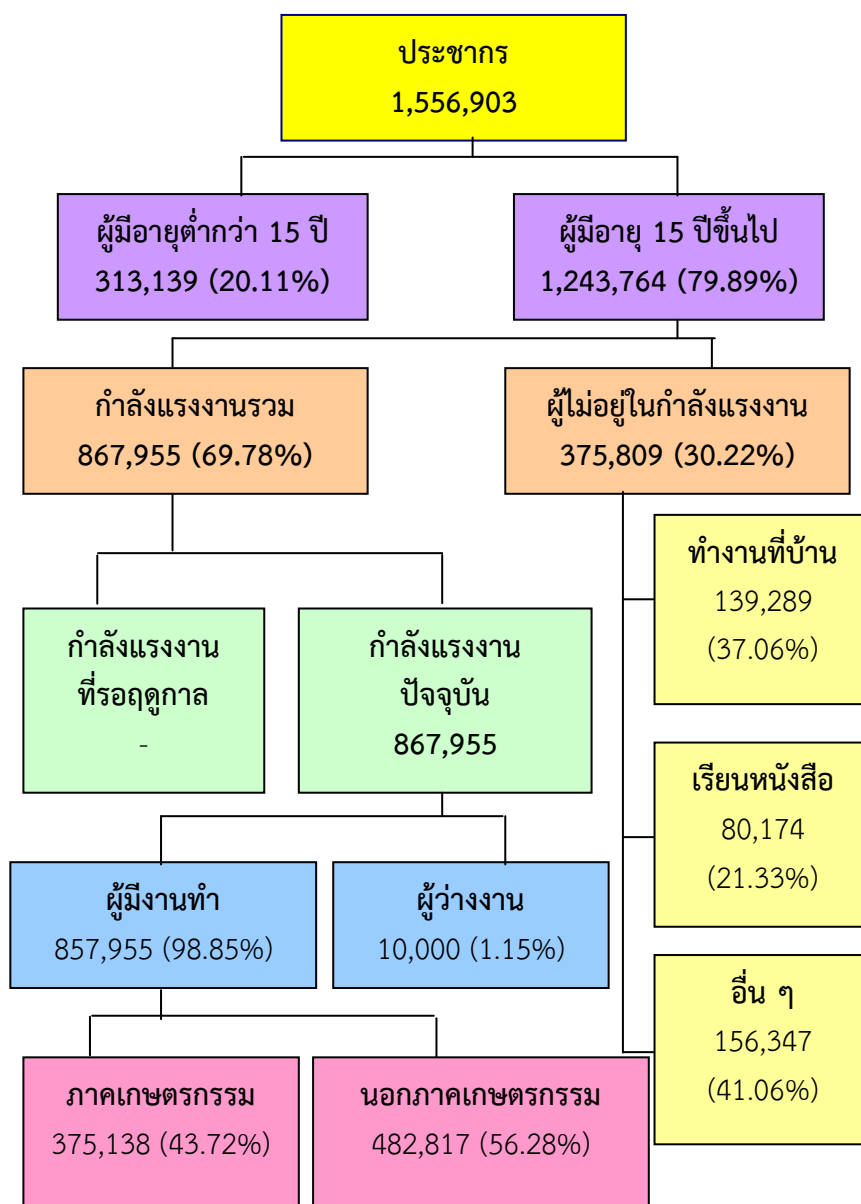 ประชากร
1,556,903
ผู้มีอายุต่ำกว่า 15 ปี
313,139 (20.11%)
ผู้มีอายุ 15 ปีขึ้นไป
1,243,764 (79.89%)
กำลังแรงงานรวม
867,955 (69.78%)
ผู้ไม่อยู่ในกำลังแรงงาน
375,809 (30.22%)
กำลังแรงงาน
ที่รอฤดูกาล
-
กำลังแรงงาน
ปัจจุบัน
867,955
ทำงานที่บ้าน
139,289
(37.06%)
เรียนหนังสือ
80,174
(21.33%)
อื่น ๆ
156,347
(41.06%)
ผู้มีงานทำ
857,955 (98.85%)
ผู้ว่างงาน
10,000 (1.15%)
ภาคเกษตรกรรม
375,138 (43.72%)
นอกภาคเกษตรกรรม
482,817 (56.28%)